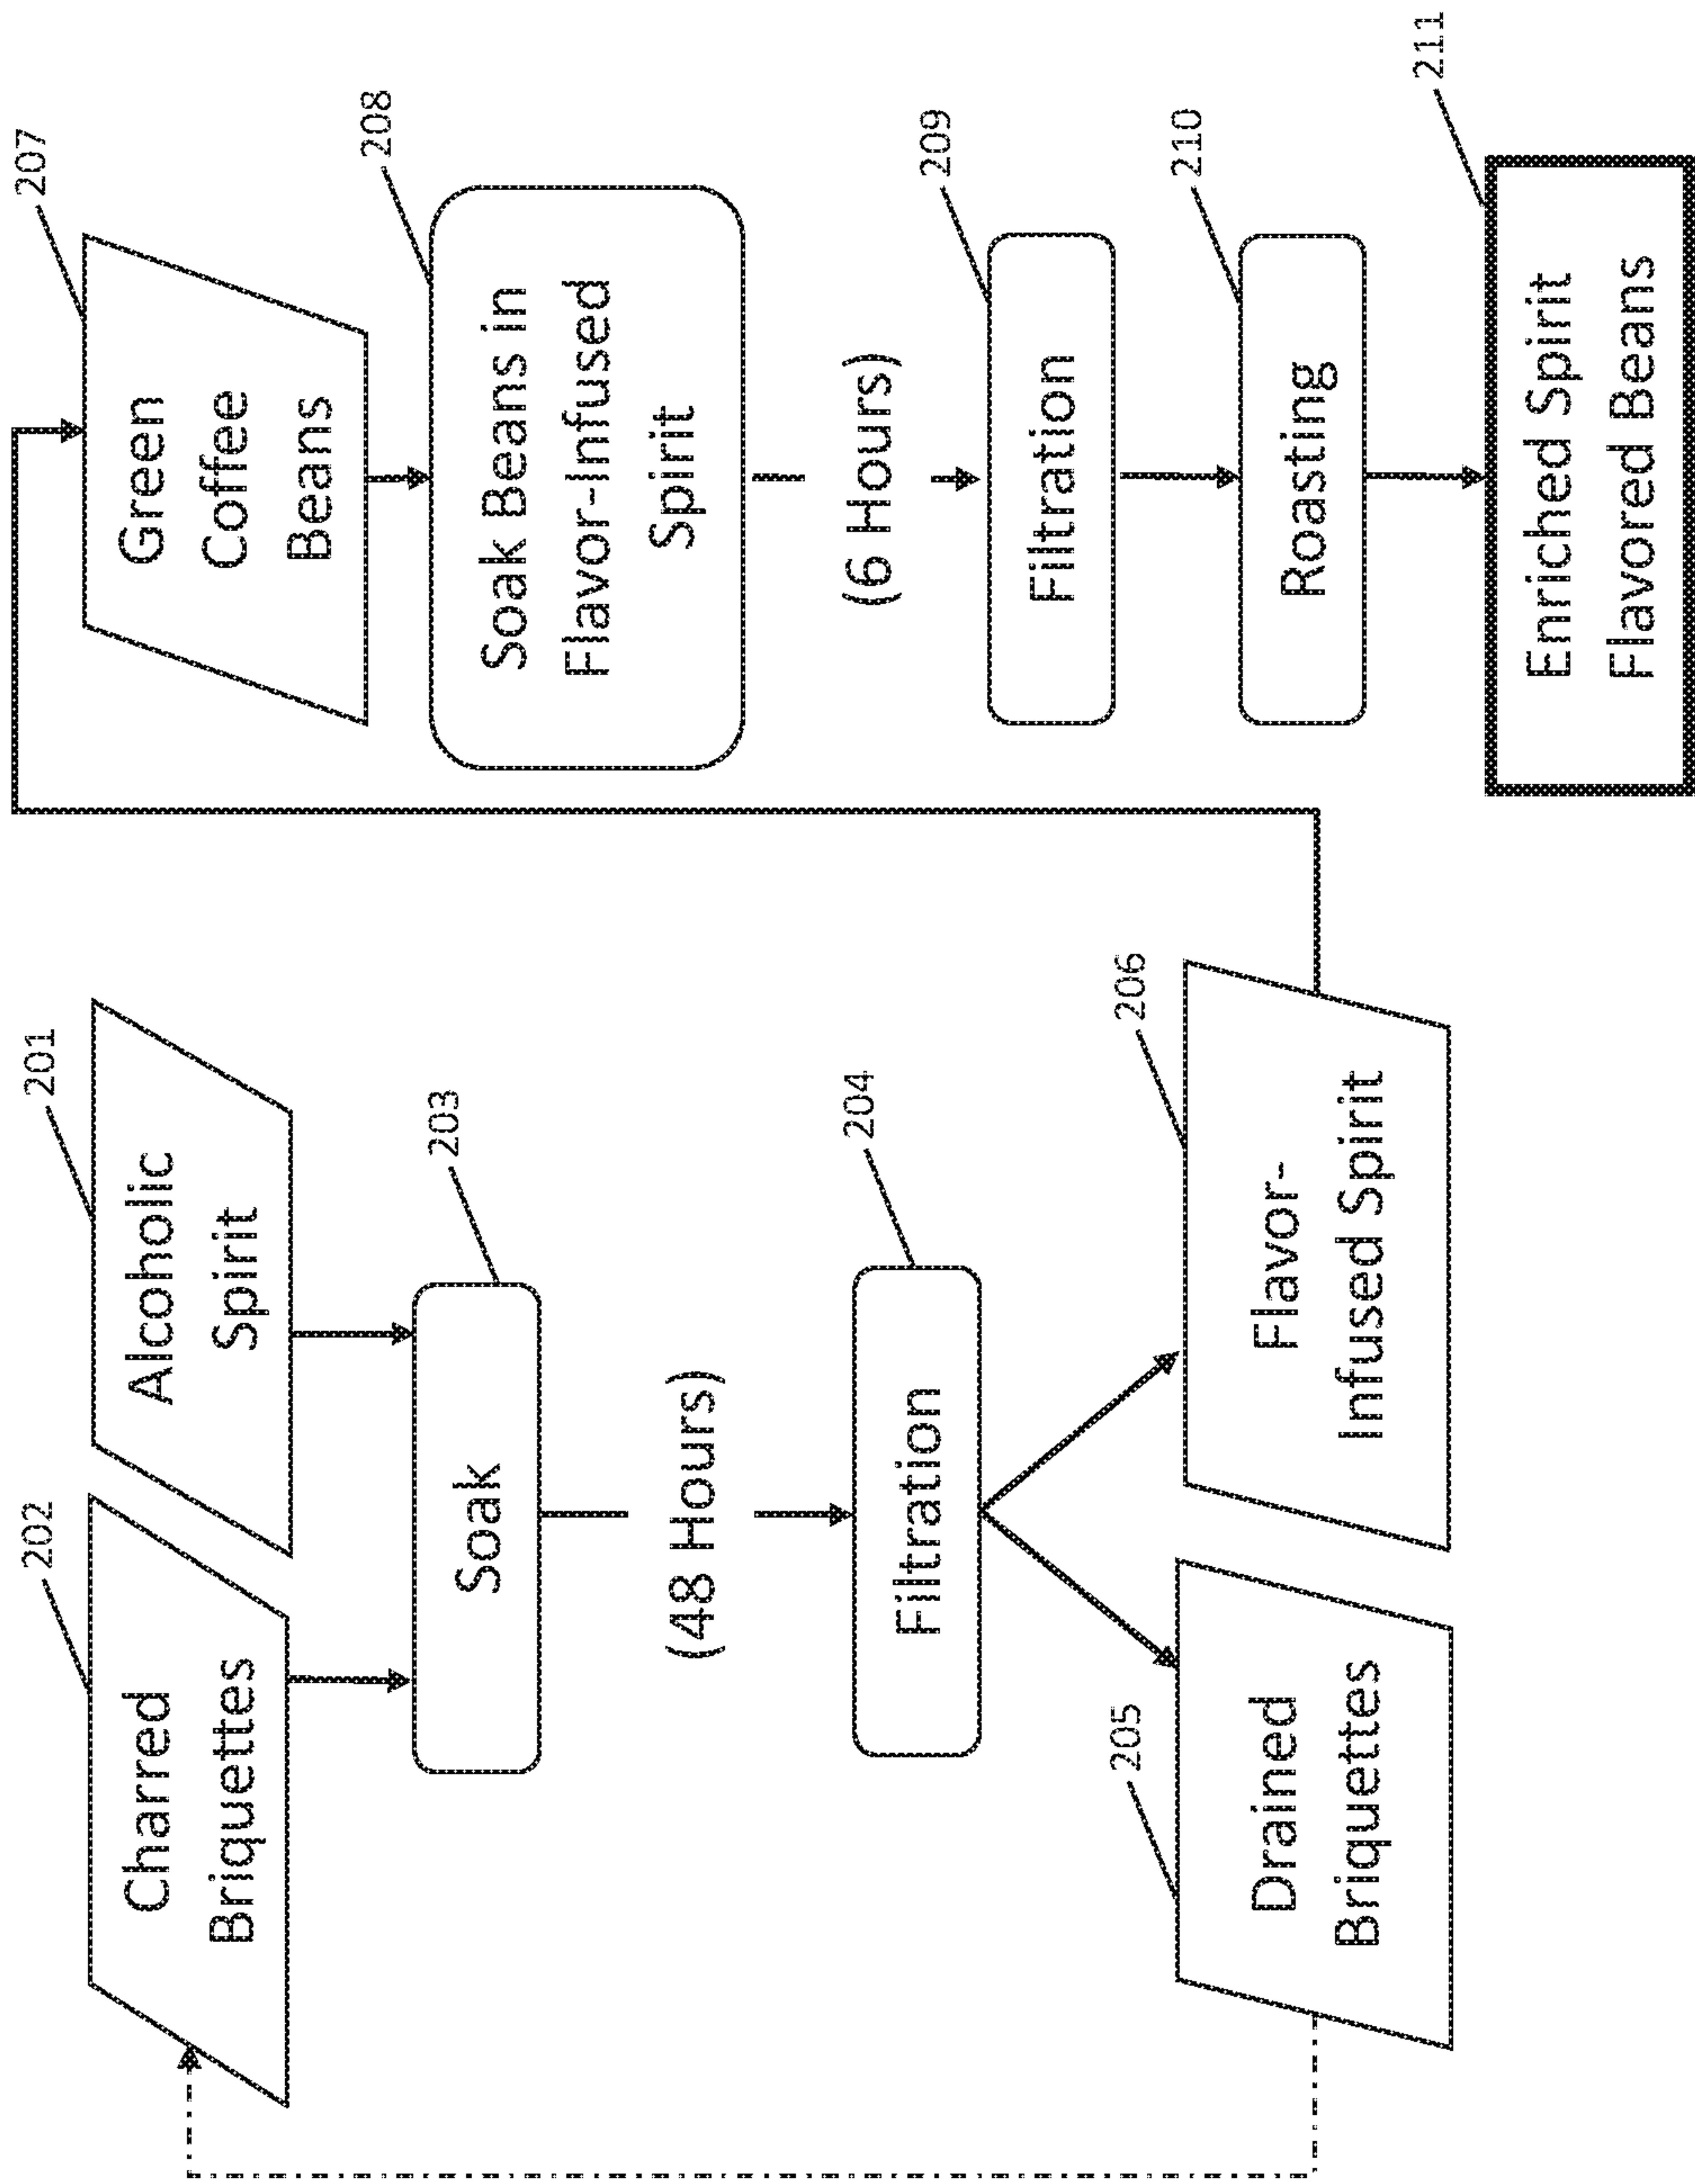 202
Charred
Briquettes
201
Alcoholic
Spirit
203
Soak
(48 Hours)
204
Filtration
205
Drained
Briquettes
206
Flavor-
Infused Spirit
207
Green
Coffee
Beans
208
Soak Beans in
Flavor-Infused
Spirit
(6 Hours)
209
Filtration
210
Roasting
211
Enriched Spirit
Flavored Beans